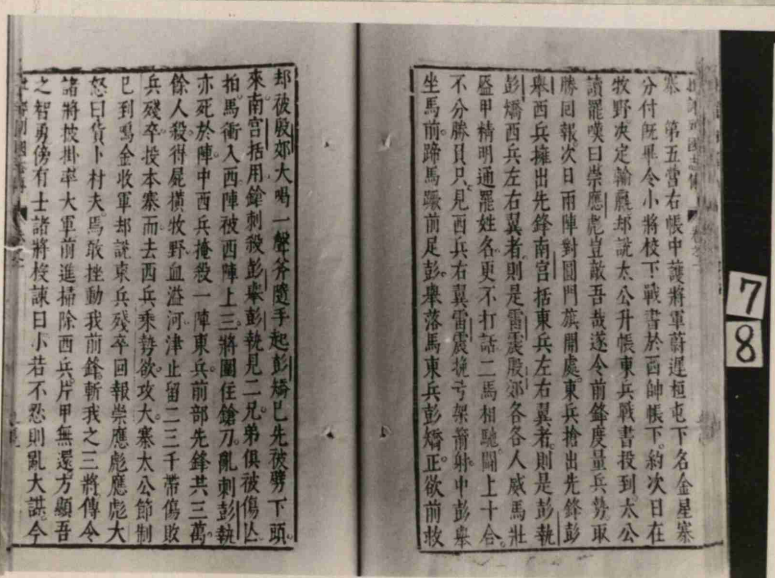 寨第五當右帳中護將軍蔚遲桓屯下名金星寨
分付旣畢令小將校下戰書於西帥帳下約次日在
牧野夾定輸贏却說太公升帳東兵戰書投到太公
讀罷嘆曰崇應彪豈敵吾哉遂令前鋒度量兵勢取
勝回報次日兩陣對圓門旗開處東兵搶出先鋒彭
舉西兵擁出先鋒南宮括東兵左右翼者則是彭執
彭矯西兵左右翼者則是雷震殷郊各各人威馬壯
盔甲精明通罷姓名更不打話二馬相馳鬪上十合
不分勝負只見西兵右翼雷震挽弓架箭射中彭舉
坐馬前蹄馬蹶前足彭舉落馬東兵彭矯正欲前救
却被殷郊大喝一聲斧隨手起彭矯已先被劈下頭
來南宮括用鋒刺殺彭舉彭執見二兄弟俱被傷亡
拍馬衝入西陣被西陣上三將圍住鎗刀亂刺彭執
亦死於陣中西兵掩殺一陣東兵前部先鋒共三萬
餘人殺得屍橫牧野血溢河津止留二三千帶傷敗
兵殘卒投本寨而去西兵乘勢欲攻大寨太公節制
已到鳴金收軍却說東兵殘卒回報崇應彪應彪大
怒曰貨卜村夫焉敢挫動我前鋒斬我之三將傳令
諸將披掛率大軍前進掃除西兵片甲無還方顯吾
之智勇傍有士諸將校諫曰小若不忍則亂大謀今
78